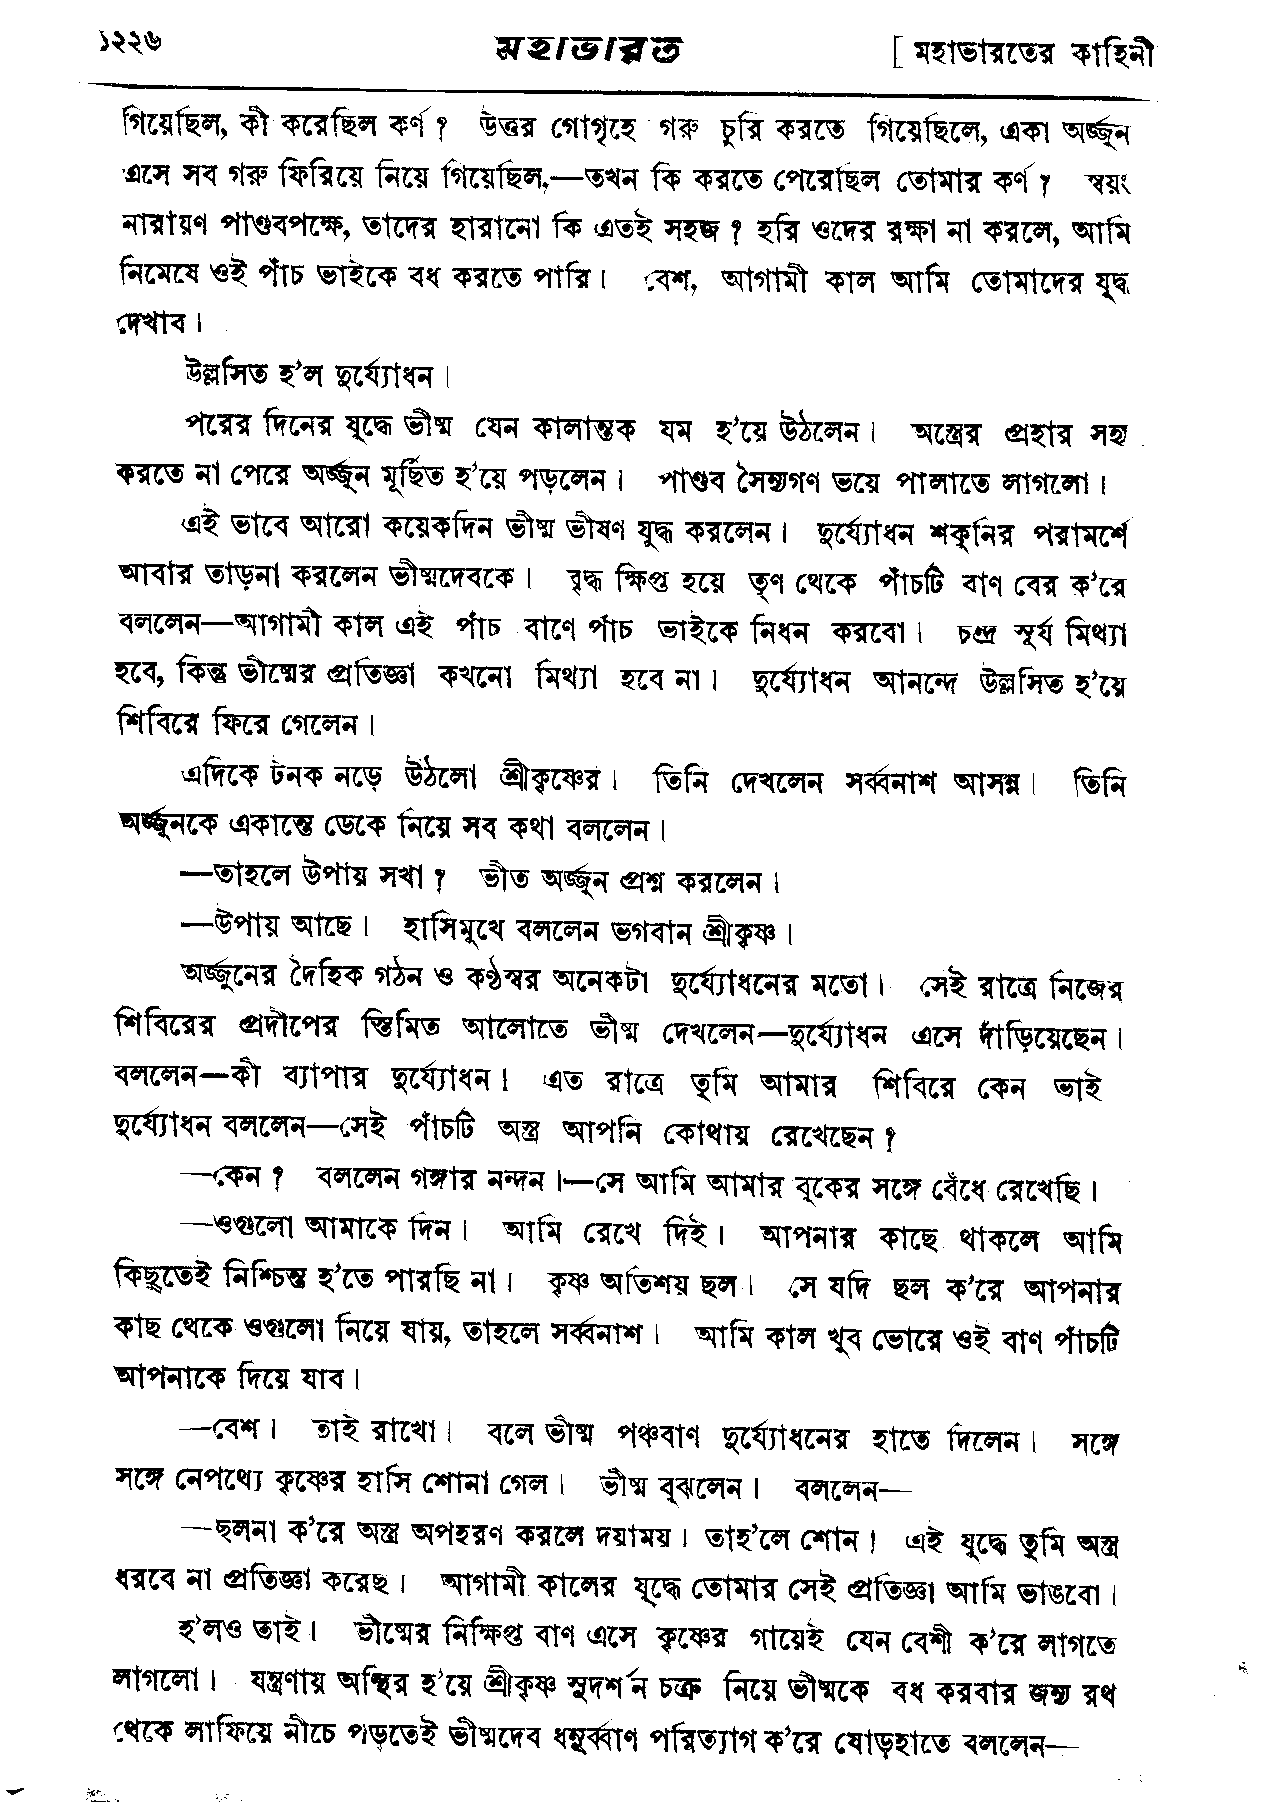 ১২২৬ মহাভারত [ মহাভারতের কাহিনী
গিয়েছিল, কী করেছিল কর্ণ ? উত্তর গোগৃহে গরু চুরি করতে গিয়েছিলে, একা অর্জ্জুন
এসে সব গরু ফিরিয়ে নিয়ে গিয়েছিল,—তখন কি করতে পেরেছিল তোমার কর্ণ ? স্বয়ং
নারায়ণ পাণ্ডবপক্ষে, তাদের হারানো কি এতই সহজ ? হরি ওদের রক্ষা না করলে, আমি
নিমেষে ওই পাঁচ ভাইকে বধ করতে পারি। বেশ, আগামী কাল আমি তোমাদের যুদ্ধ
দেখাব।
উল্লসিত হ'ল দুর্য্যোধন।
পরের দিনের যুদ্ধে ভীষ্ম যেন কালান্তক যম হ'য়ে উঠলেন। অস্ত্রের প্রহার সহ্য
করতে না পেরে অর্জ্জুন মূর্ছিত হ'য়ে পড়লেন। পাণ্ডব সৈন্যগণ ভয়ে পালাতে লাগলো।
এই ভাবে আরো কয়েকদিন ভীষ্ম ভীষণ যুদ্ধ করলেন। দুর্য্যোধন শকুনির পরামর্শে
আবার তাড়না করলেন ভীষ্মদেবকে। বৃদ্ধ ক্ষিপ্ত হয়ে তূণ থেকে পাঁচটি বাণ বের ক'রে
বললেন—আগামী কাল এই পাঁচ বাণে পাঁচ ভাইকে নিধন করবো। চন্দ্র সূর্য মিথ্যা
হবে, কিন্তু ভীষ্মের প্রতিজ্ঞা কখনো মিথ্যা হবে না। দুর্য্যোধন আনন্দে উল্লসিত হ'য়ে
শিবিরে ফিরে গেলেন।
এদিকে টনক নড়ে উঠলো শ্রীকৃষ্ণের। তিনি দেখলেন সর্ব্বনাশ আসন্ন। তিনি
অর্জ্জুনকে একান্তে ডেকে নিয়ে সব কথা বললেন।
—তাহলে উপায় সখা ? ভীত অর্জ্জুন প্রশ্ন করলেন।
—উপায় আছে। হাসিমুখে বললেন ভগবান শ্রীকৃষ্ণ।
অর্জ্জুনের দৈহিক গঠন ও কণ্ঠস্বর অনেকটা দুর্য্যোধনের মতো। সেই রাত্রে নিজের
শিবিরের প্রদীপের স্তিমিত আলোতে ভীষ্ম দেখলেন—দুর্য্যোধন এসে দাঁড়িয়েছেন।
বললেন—কী ব্যাপার দুর্য্যোধন! এত রাত্রে তুমি আমার শিবিরে কেন ভাই
দুর্য্যোধন বললেন—সেই পাঁচটি অস্ত্র আপনি কোথায় রেখেছেন ?
—কেন ? বললেন গঙ্গার নন্দন।—সে আমি আমার বুকের সঙ্গে বেঁধে রেখেছি।
—ওগুলো আমাকে দিন। আমি রেখে দিই। আপনার কাছে থাকলে আমি
কিছুতেই নিশ্চিন্ত হ'তে পারছি না। কৃষ্ণ অতিশয় ছল। সে যদি ছল ক'রে আপনার
কাছ থেকে ওগুলো নিয়ে যায়, তাহলে সর্ব্বনাশ। আমি কাল খুব ভোরে ওই বাণ পাঁচটি
আপনাকে দিয়ে যাব।
—বেশ। তাই রাখো। বলে ভীষ্ম পঞ্চবাণ দুর্য্যোধনের হাতে দিলেন। সঙ্গে
সঙ্গে নেপথ্যে কৃষ্ণের হাসি শোনা গেল। ভীষ্ম বুঝলেন। বললেন—
—ছলনা ক'রে অস্ত্র অপহরণ করলে দয়াময়। তাহ'লে শোন! এই যুদ্ধে তুমি অস্ত্র
ধরবে না প্রতিজ্ঞা করেছ। আগামী কালের যুদ্ধে তোমার সেই প্রতিজ্ঞা আমি ভাঙবো।
হ'লও তাই। ভীষ্মের নিক্ষিপ্ত বাণ এসে কৃষ্ণের গায়েই যেন বেশী ক'রে লাগতে
লাগলো। যন্ত্রণায় অস্থির হ'য়ে শ্রীকৃষ্ণ সুদর্শন চক্র নিয়ে ভীষ্মকে বধ করবার জন্য রথ
থেকে লাফিয়ে নীচে পড়তেই ভীষ্মদেব ধনুর্ব্বাণ পরিত্যাগ ক'রে যোড়হাতে বললেন—